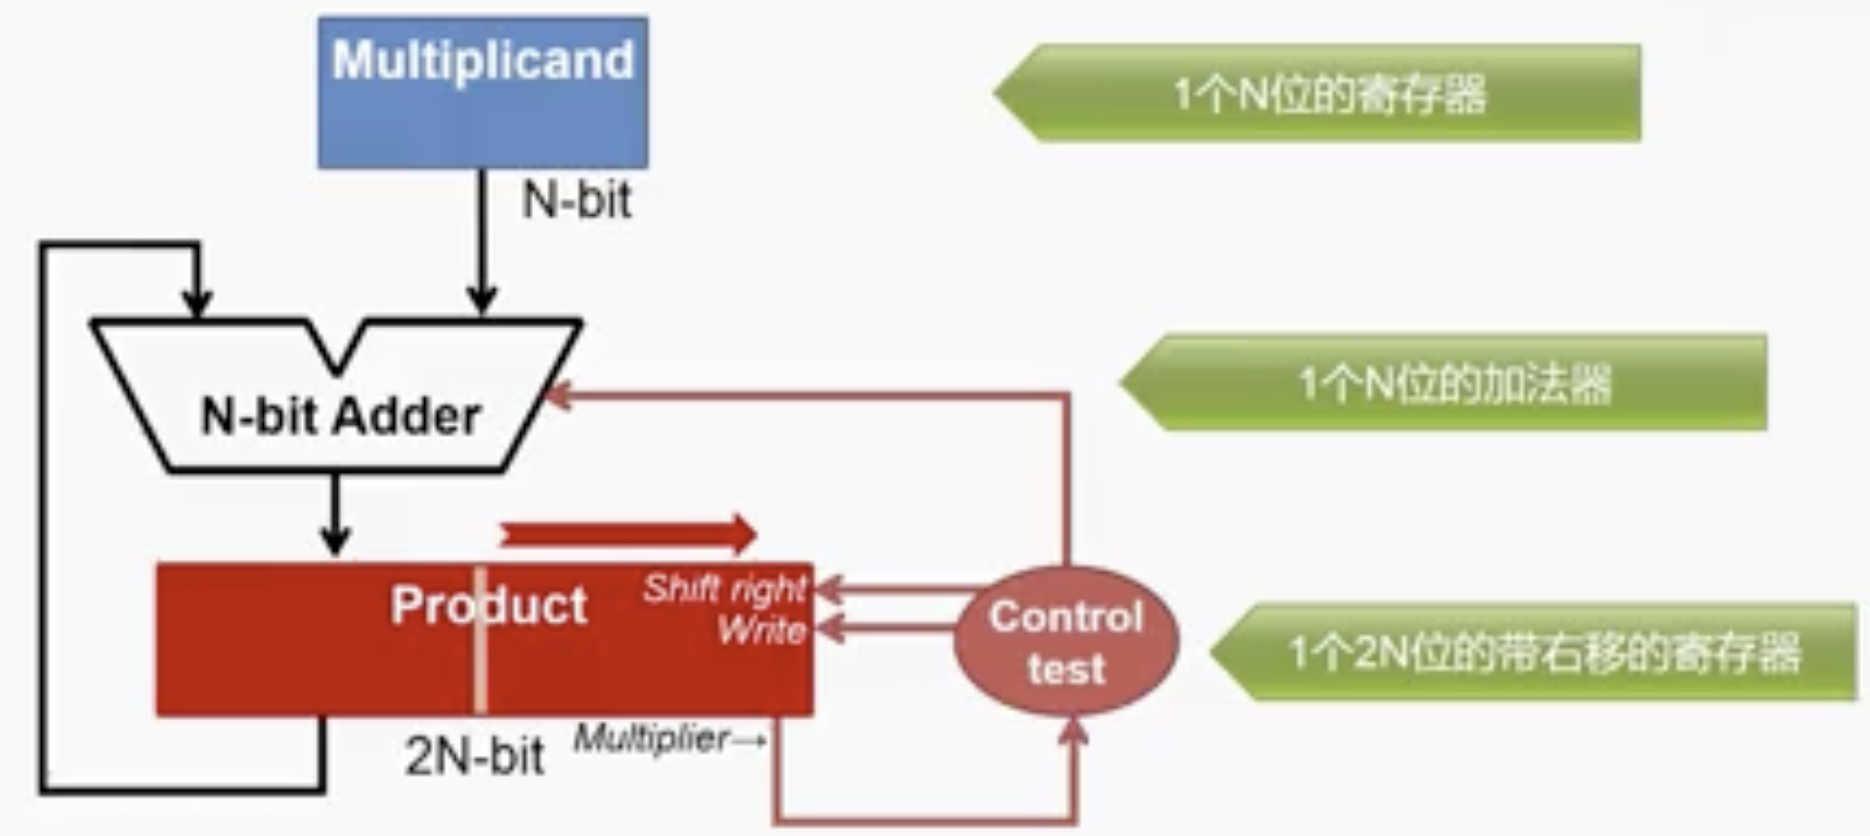 Multiplicand
1个N位的寄存器
N-bit
N-bit Adder
1个N位的加法器
Product
Shift right
Write
Control
test
1个2N位的带右移的寄存器
2N-bit
Multiplier→